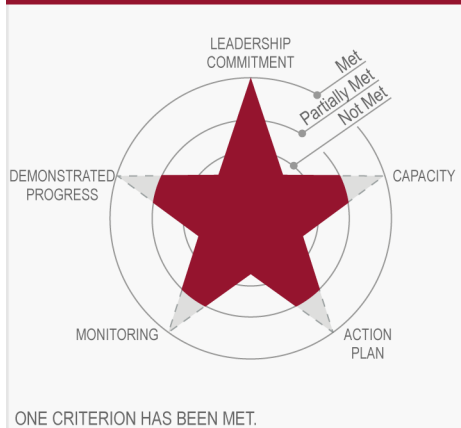 LEADERSHIP
COMMITMENT
Met
Partially Met
Not Met
DEMONSTRATED
PROGRESS
CAPACITY
MONITORING
ACTION
PLAN
ONE CRITERION HAS BEEN MET.